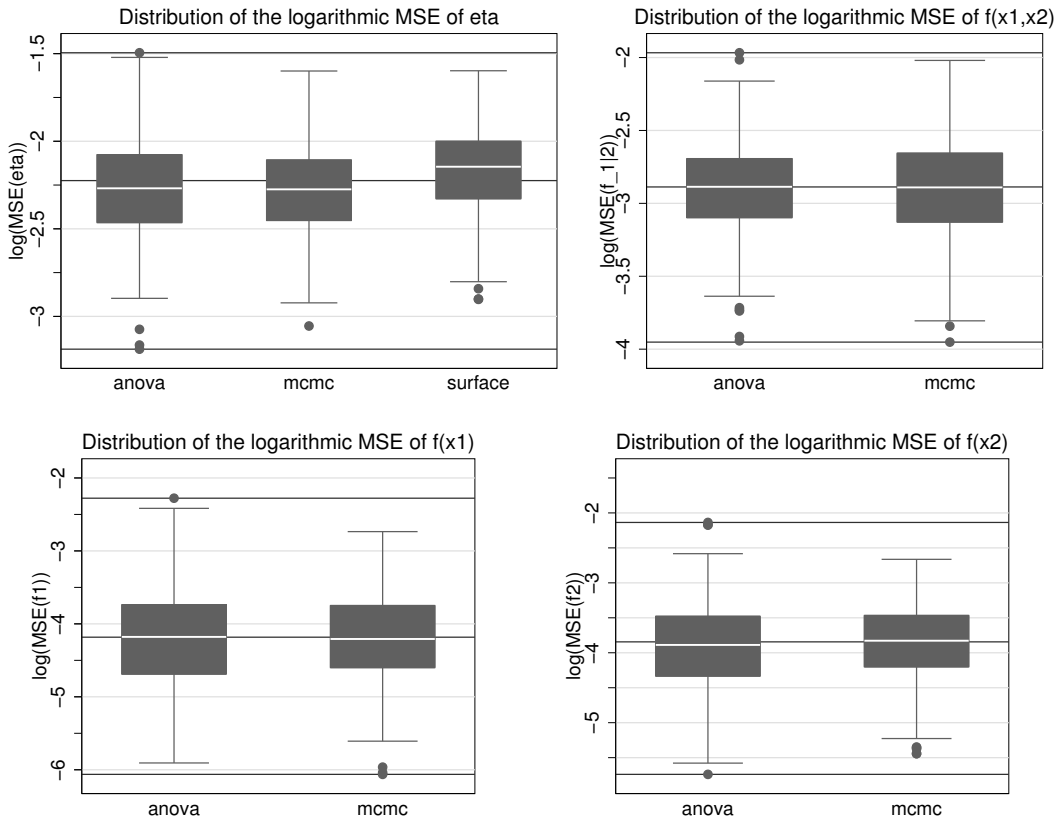 Distribution of the logarithmic MSE of eta
log(MSE(eta))
-1.5
-2
-2.5
-3
anova mcmc surface
Distribution of the logarithmic MSE of f(x1,x2)
log(MSE(f_1|2))
-2
-2.5
-3
-3.5
-4
anova mcmc
Distribution of the logarithmic MSE of f(x1)
log(MSE(f1))
-2
-3
-4
-5
-6
anova mcmc
Distribution of the logarithmic MSE of f(x2)
log(MSE(f2))
-2
-3
-4
-5
anova mcmc